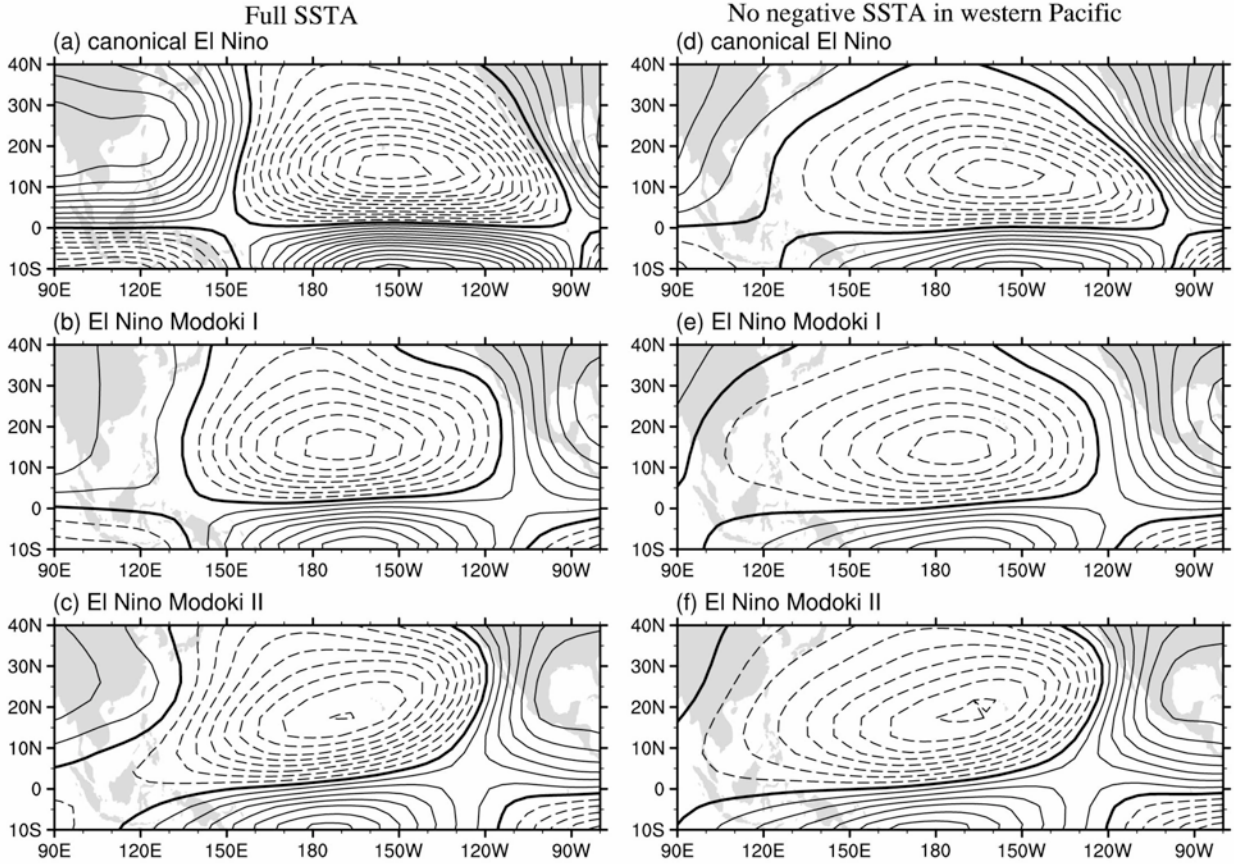 Full SSTA
No negative SSTA in western Pacific
(a) canonical El Nino
40N
30N
20N
10N
0
10S
90E 120E 150E 180 150W 120W 90W
(d) canonical El Nino
40N
30N
20N
10N
0
10S
90E 120E 150E 180 150W 120W 90W
(b) El Nino Modoki I
40N
30N
20N
10N
0
10S
90E 120E 150E 180 150W 120W 90W
(e) El Nino Modoki I
40N
30N
20N
10N
0
10S
90E 120E 150E 180 150W 120W 90W
(c) El Nino Modoki II
40N
30N
20N
10N
0
10S
90E 120E 150E 180 150W 120W 90W
(f) El Nino Modoki II
40N
30N
20N
10N
0
10S
90E 120E 150E 180 150W 120W 90W